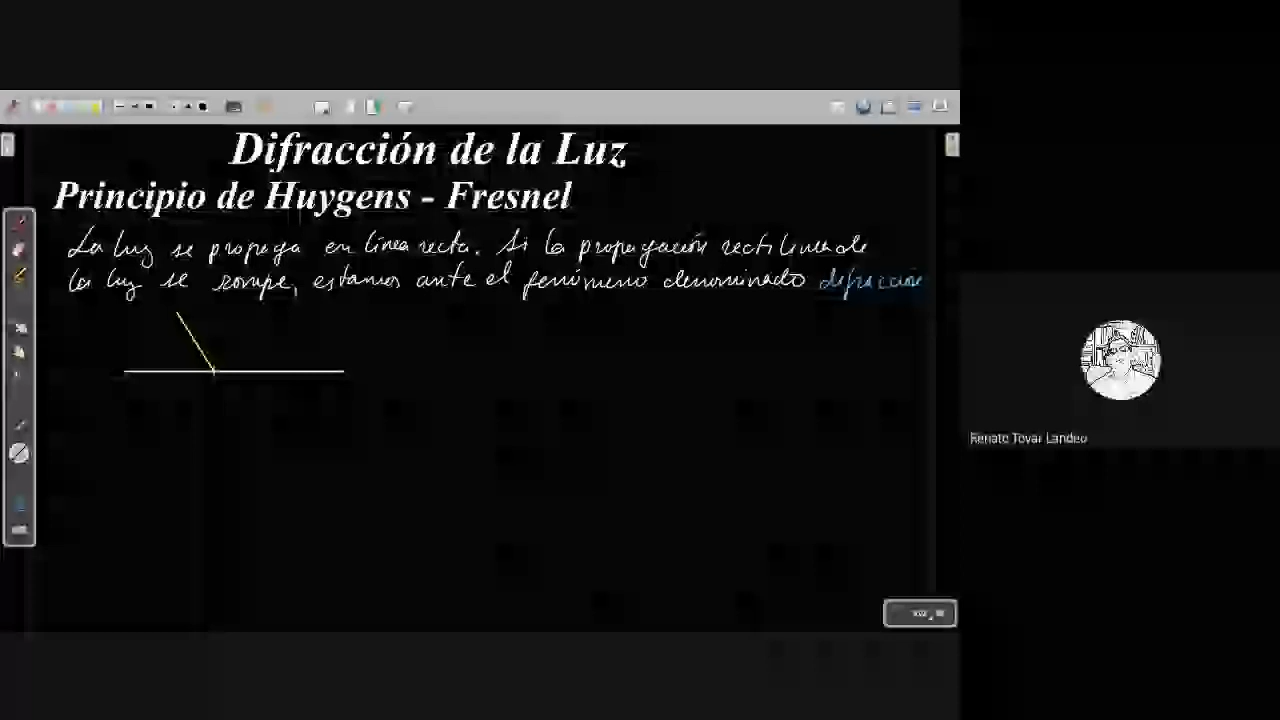 Difracción de la Luz
Principio de Huygens - Fresnel
La luz se propaga en línea recta. Si la propagación rectilínea de
la luz se rompe, estamos ante el fenómeno denominado difracción
Renato Tovar Landeo